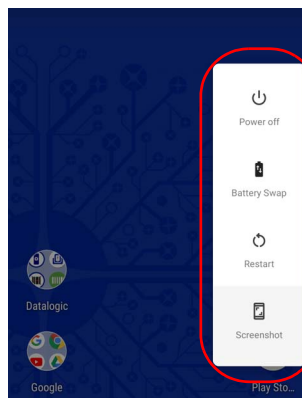 Power off
Battery Swap
Restart
Screenshot
Datalogic
Google
Play Sto...